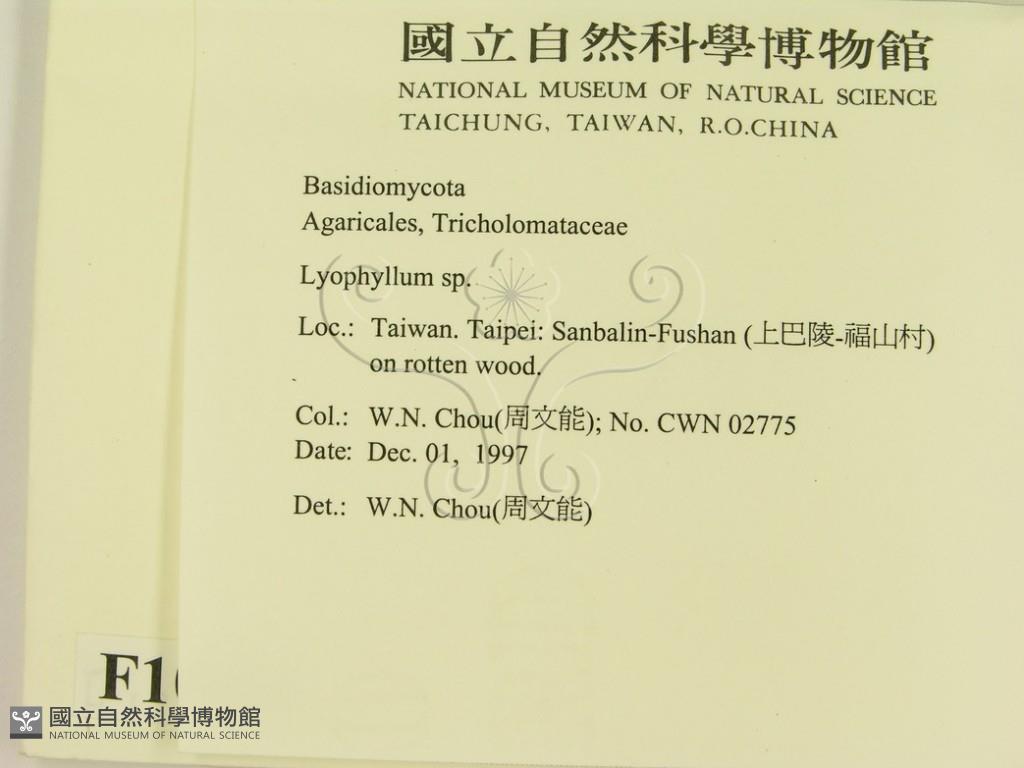 國立自然科學博物館
NATIONAL MUSEUM OF NATURAL SCIENCE
TAICHUNG, TAIWAN, R.O.CHINA
Basidiomycota
Agaricales, Tricholomataceae
Lyophyllum sp.
Loc.: Taiwan. Taipei: Sanbalin-Fushan (上巴陵-福山村)
on rotten wood.
Col.: W.N. Chou(周文能); No. CWN 02775
Date: Dec. 01, 1997
Det.: W.N. Chou(周文能)
F1
國立自然科學博物館
NATIONAL MUSEUM OF NATURAL SCIENCE